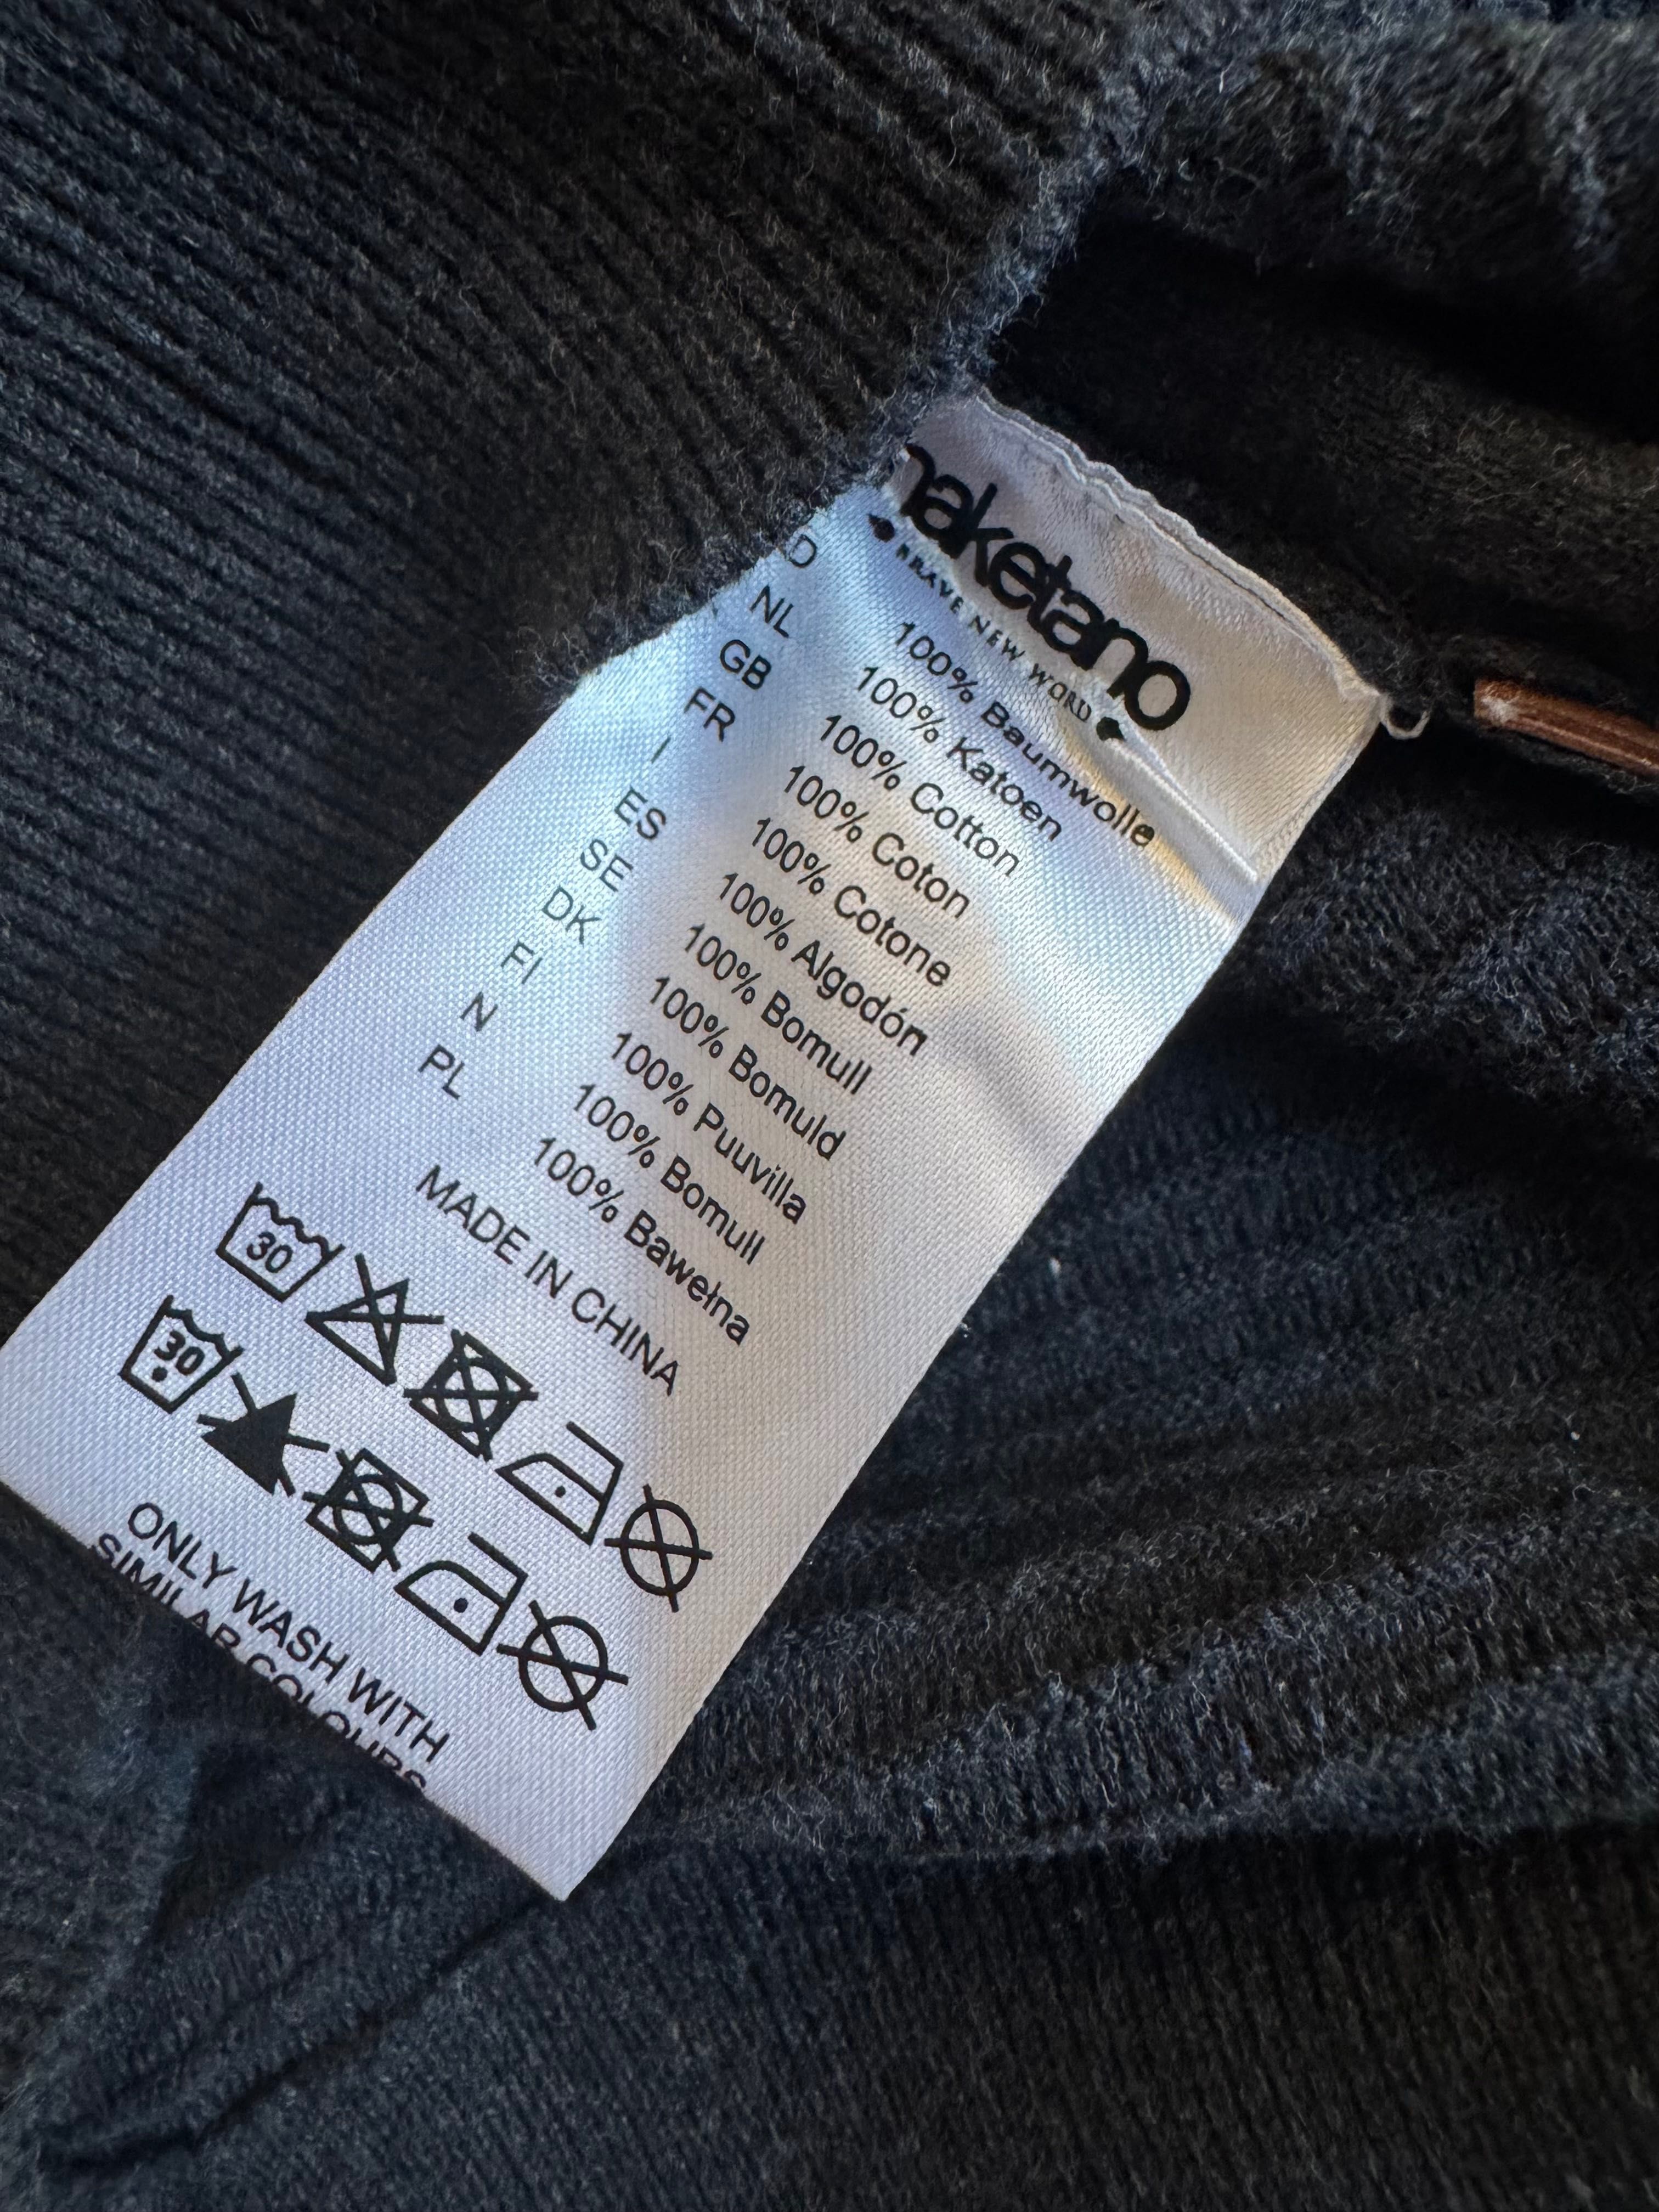 naketano
BRAVE NEW WORD
D 100% Baumwolle
NL 100% Katoen
GB 100% Cotton
FR 100% Coton
I 100% Cotone
ES 100% Algodón
SE 100% Bomull
DK 100% Bomuld
FI 100% Puuvilla
N 100% Bomull
PL 100% Bawełna
MADE IN CHINA
30
30
ONLY WASH WITH
SIMILAR COLOURS